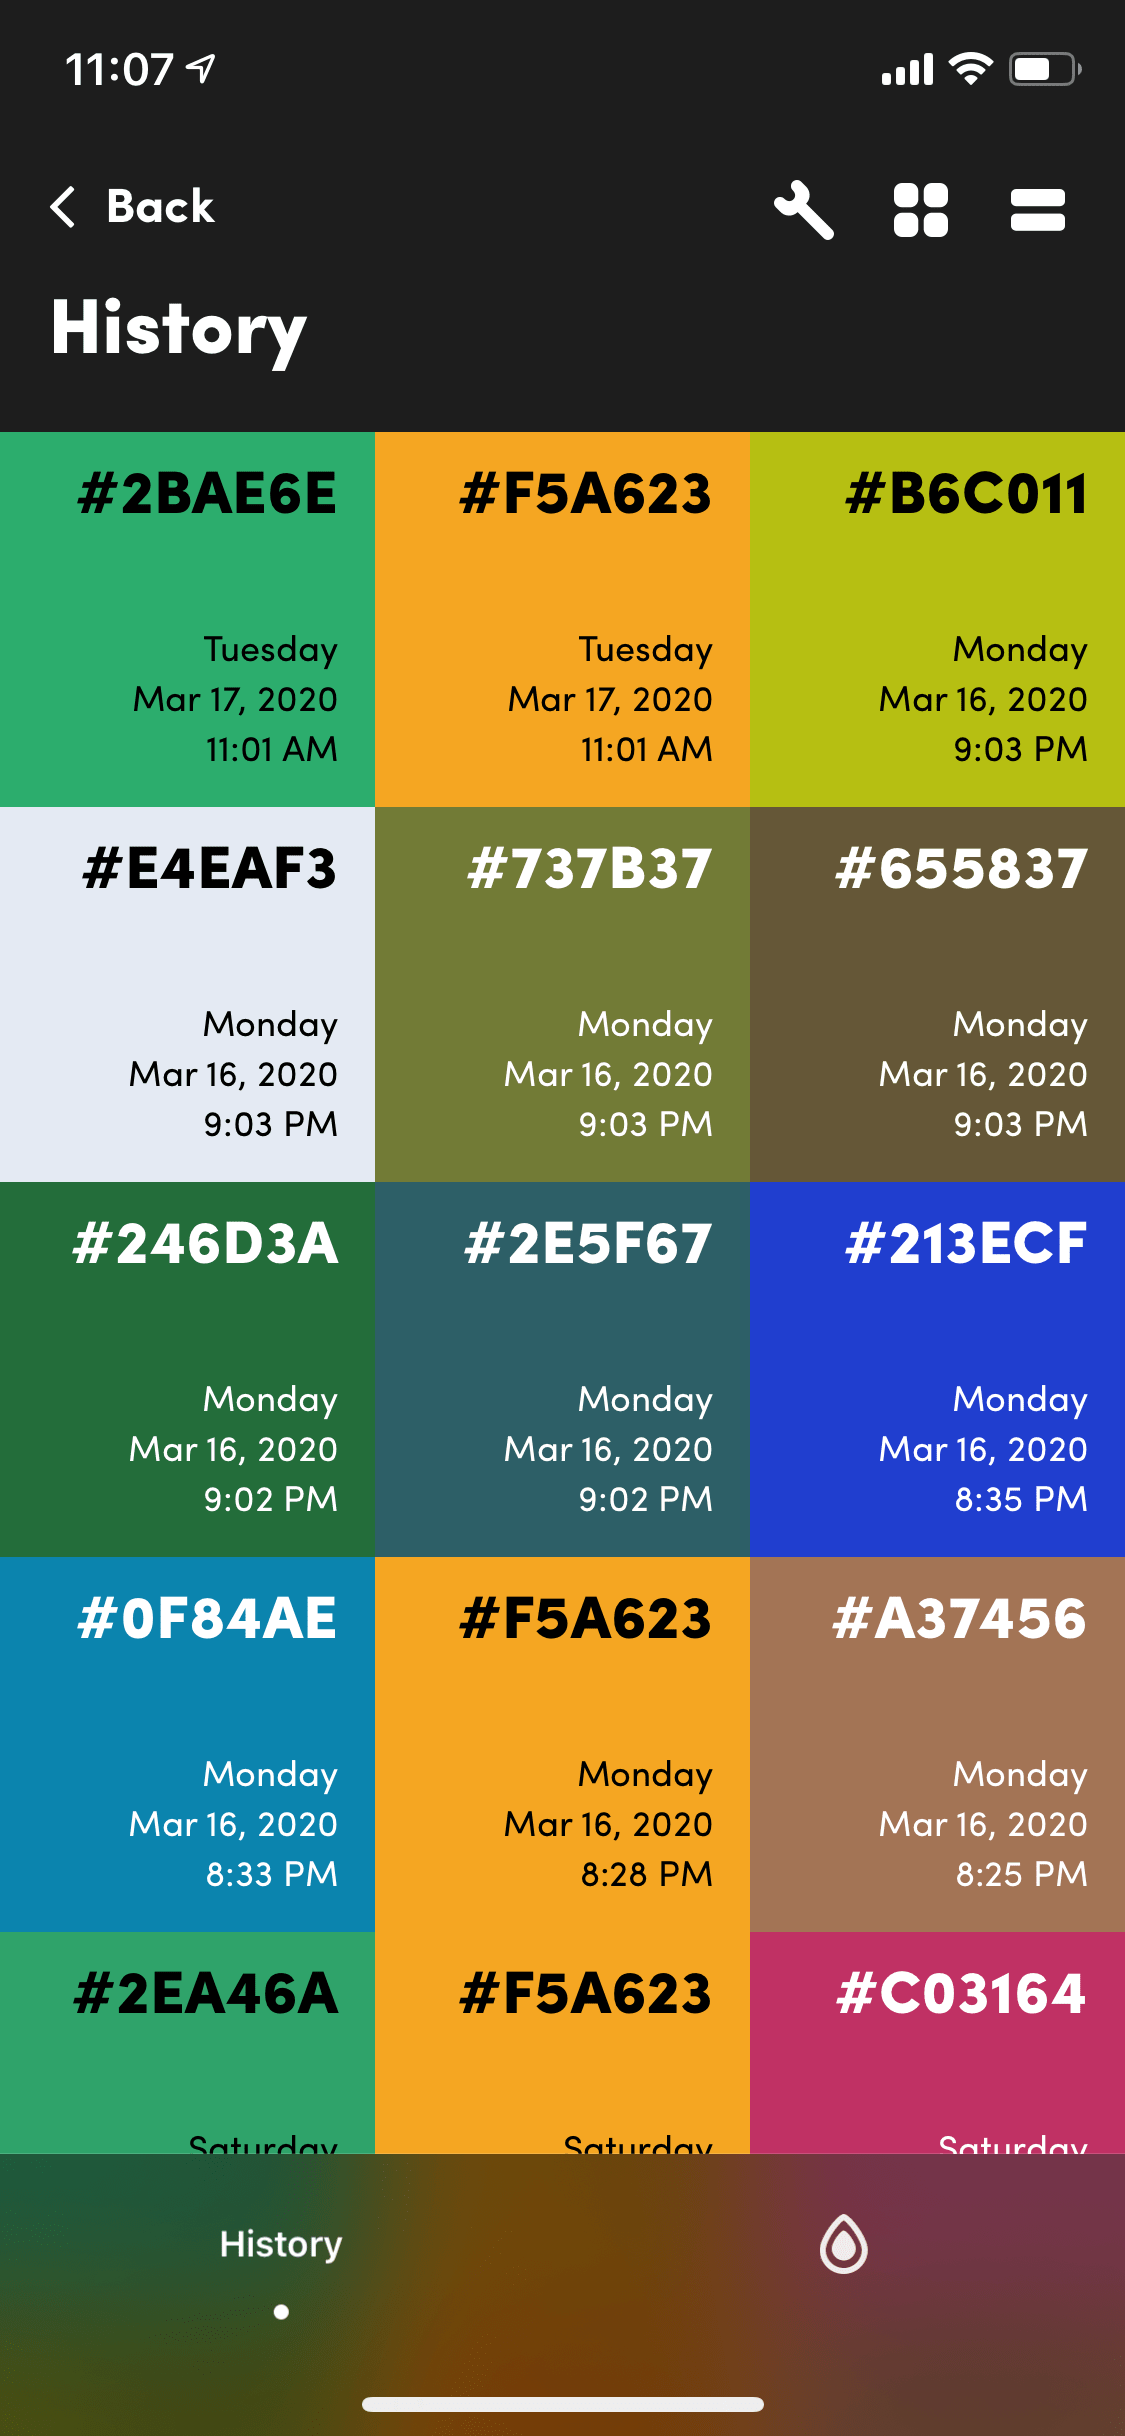 11:07
Back
History
#2BAE6E
Tuesday
Mar 17, 2020
11:01 AM
#F5A623
Tuesday
Mar 17, 2020
11:01 AM
#B6C011
Monday
Mar 16, 2020
9:03 PM
#E4EAF3
Monday
Mar 16, 2020
9:03 PM
#737B37
Monday
Mar 16, 2020
9:03 PM
#655837
Monday
Mar 16, 2020
9:03 PM
#246D3A
Monday
Mar 16, 2020
9:02 PM
#2E5F67
Monday
Mar 16, 2020
9:02 PM
#213ECF
Monday
Mar 16, 2020
8:35 PM
#0F84AE
Monday
Mar 16, 2020
8:33 PM
#F5A623
Monday
Mar 16, 2020
8:28 PM
#A37456
Monday
Mar 16, 2020
8:25 PM
#2EA46A
Saturday
#F5A623
Saturday
#C03164
Saturday
History